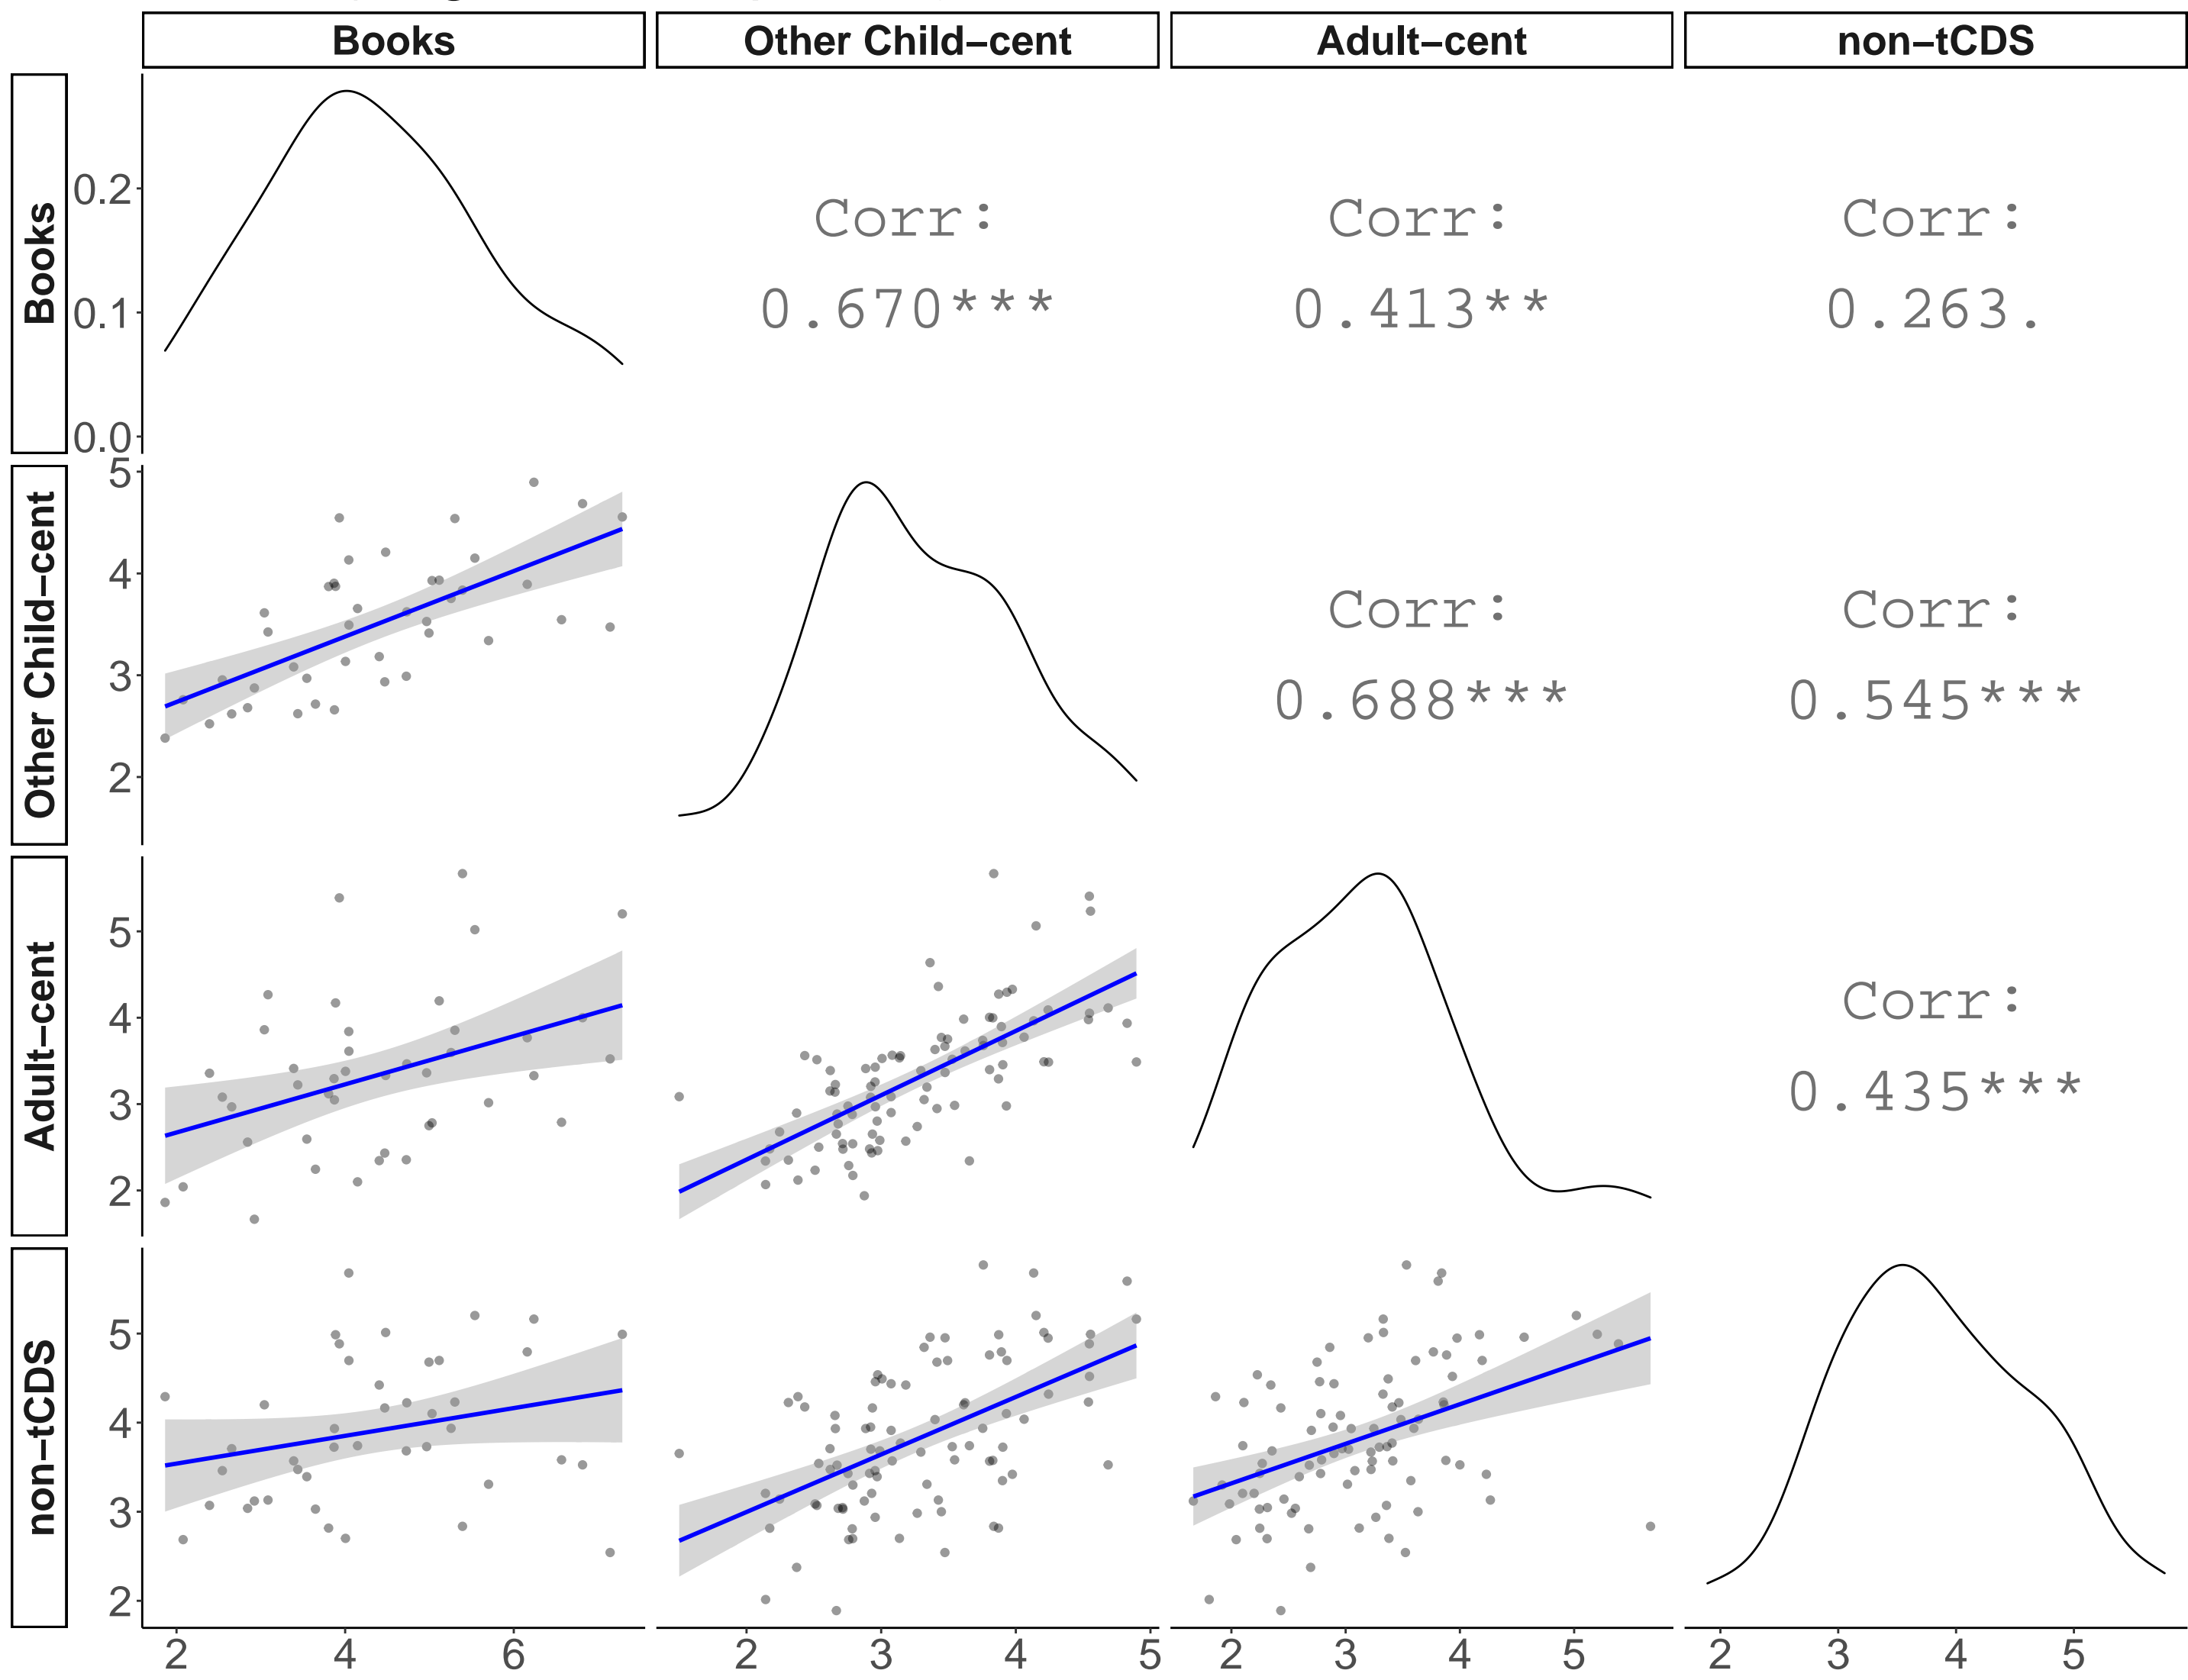 Books Other Child–cent Adult–cent non–tCDS
Books
0.2
0.1
0.0
Corr:
0.670***
Corr:
0.413**
Corr:
0.263.
Other Child–cent
5
4
3
2
Corr:
0.688***
Corr:
0.545***
Adult–cent
5
4
3
2
Corr:
0.435***
non–tCDS
5
4
3
2
2 4 6 2 3 4 5 2 3 4 5 2 3 4 5